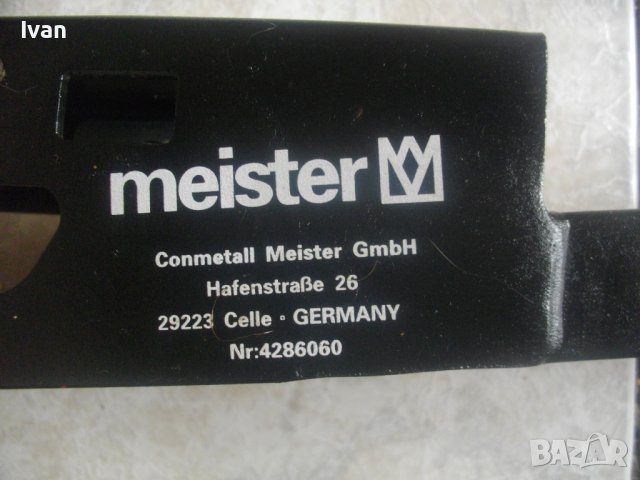 Ivan
meister
Conmetall Meister GmbH
Hafenstraße 26
29223 Celle · GERMANY
Nr:4286060
BAZAR